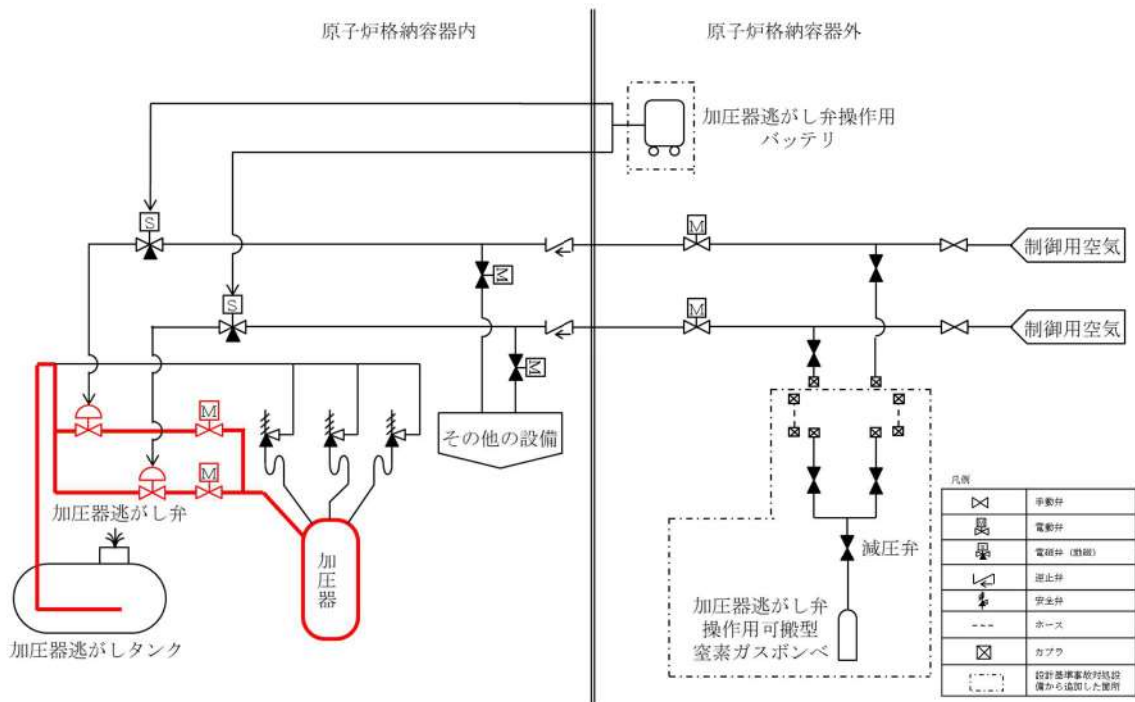 原子炉格納容器内
原子炉格納容器外
加圧器逃がし弁操作用
バッテリ
S
M
制御用空気
M
S
M
制御用空気
M
M
M
その他の設備
加圧器逃がし弁
加圧器
減圧弁
加圧器逃がし弁
操作用可搬型
窒素ガスボンベ
加圧器逃がしタンク
凡例
手動弁
電動弁
電磁弁
逆止弁
安全弁
ホース
カプラ
設計基準事故対処設
備から追加した箇所